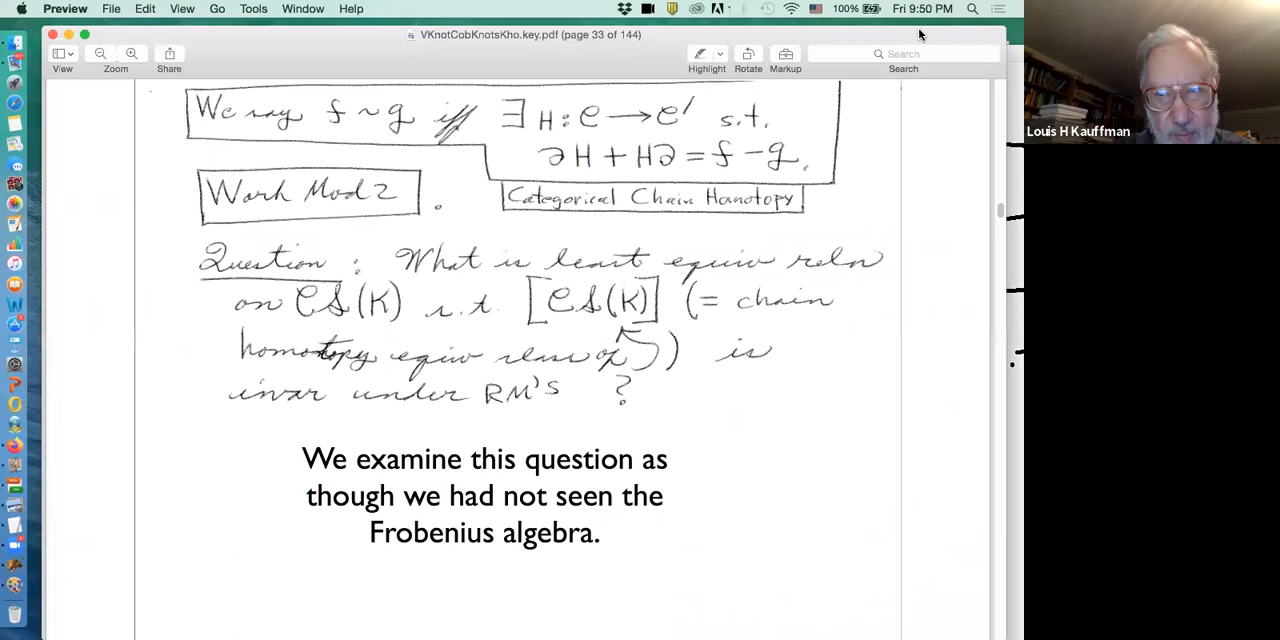 Preview File Edit View Go Tools Window Help 100% Fri 9:50 PM
VKnotCobKnotsKho.key.pdf (page 33 of 144)
Search
View Zoom Share Highlight Rotate Markup Search
We say f ~ g iff ∃ H : C → C' s.t.
∂H + H∂ = f - g.
Work Mod 2 .
Categorical Chain Homotopy
Question : What is least equiv reln
on CS(K) s.t. [CS(K)] (= chain
homotopy equiv class of ) is
invar under RM's ?
We examine this question as
though we had not seen the
Frobenius algebra.
Louis H Kauffman